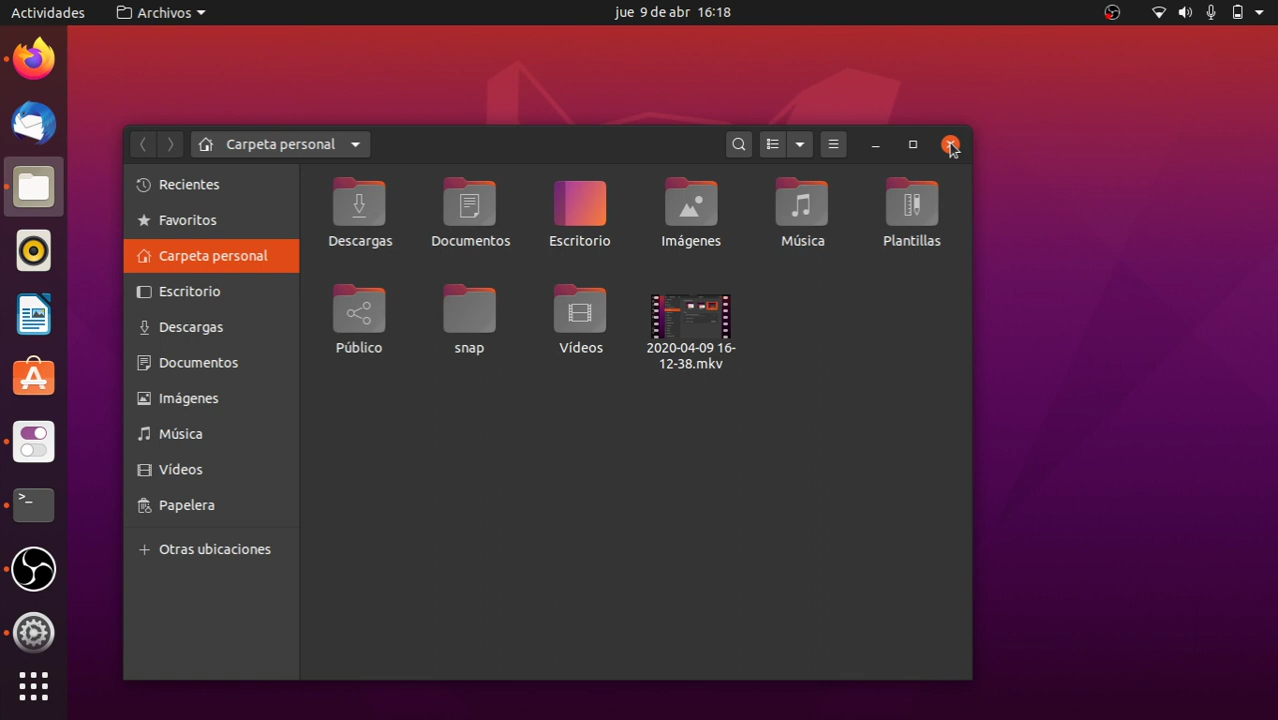 Actividades
Archivos
jue 9 de abr 16:18
Carpeta personal
Recientes
Favoritos
Carpeta personal
Escritorio
Descargas
Documentos
Imágenes
Música
Vídeos
Papelera
Otras ubicaciones
Descargas
Documentos
Escritorio
Imágenes
Música
Plantillas
Público
snap
Vídeos
2020-04-09 16-
12-38.mkv